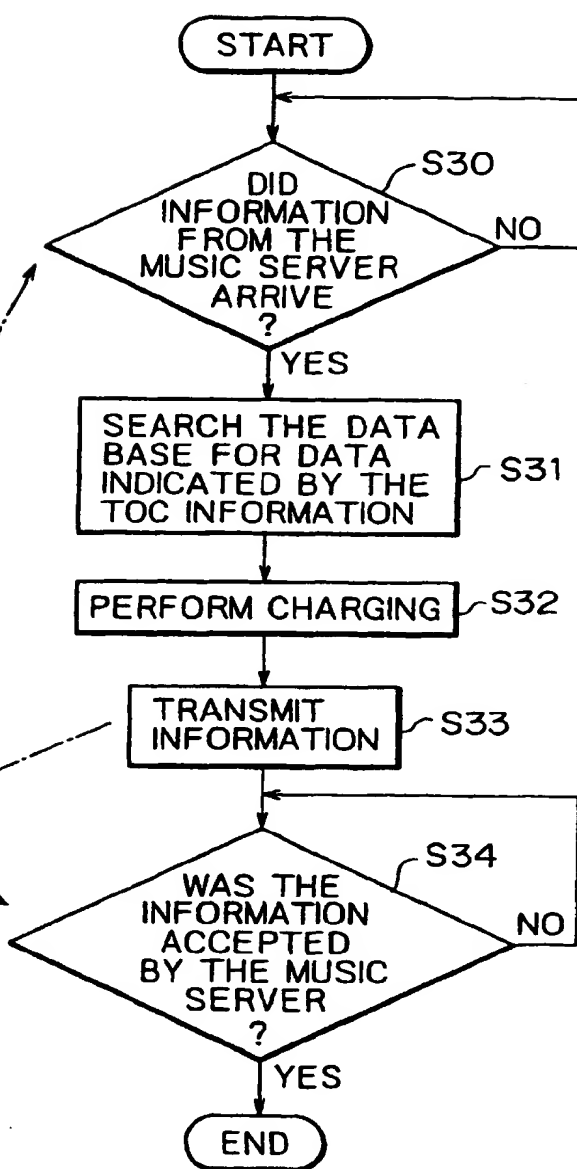 START
S30
DID
INFORMATION
FROM THE
MUSIC SERVER
ARRIVE
?
NO
YES
SEARCH THE DATA
BASE FOR DATA
INDICATED BY THE
TOC INFORMATION
S31
PERFORM CHARGING
S32
TRANSMIT
INFORMATION
S33
S34
WAS THE
INFORMATION
ACCEPTED
BY THE MUSIC
SERVER
?
NO
YES
END